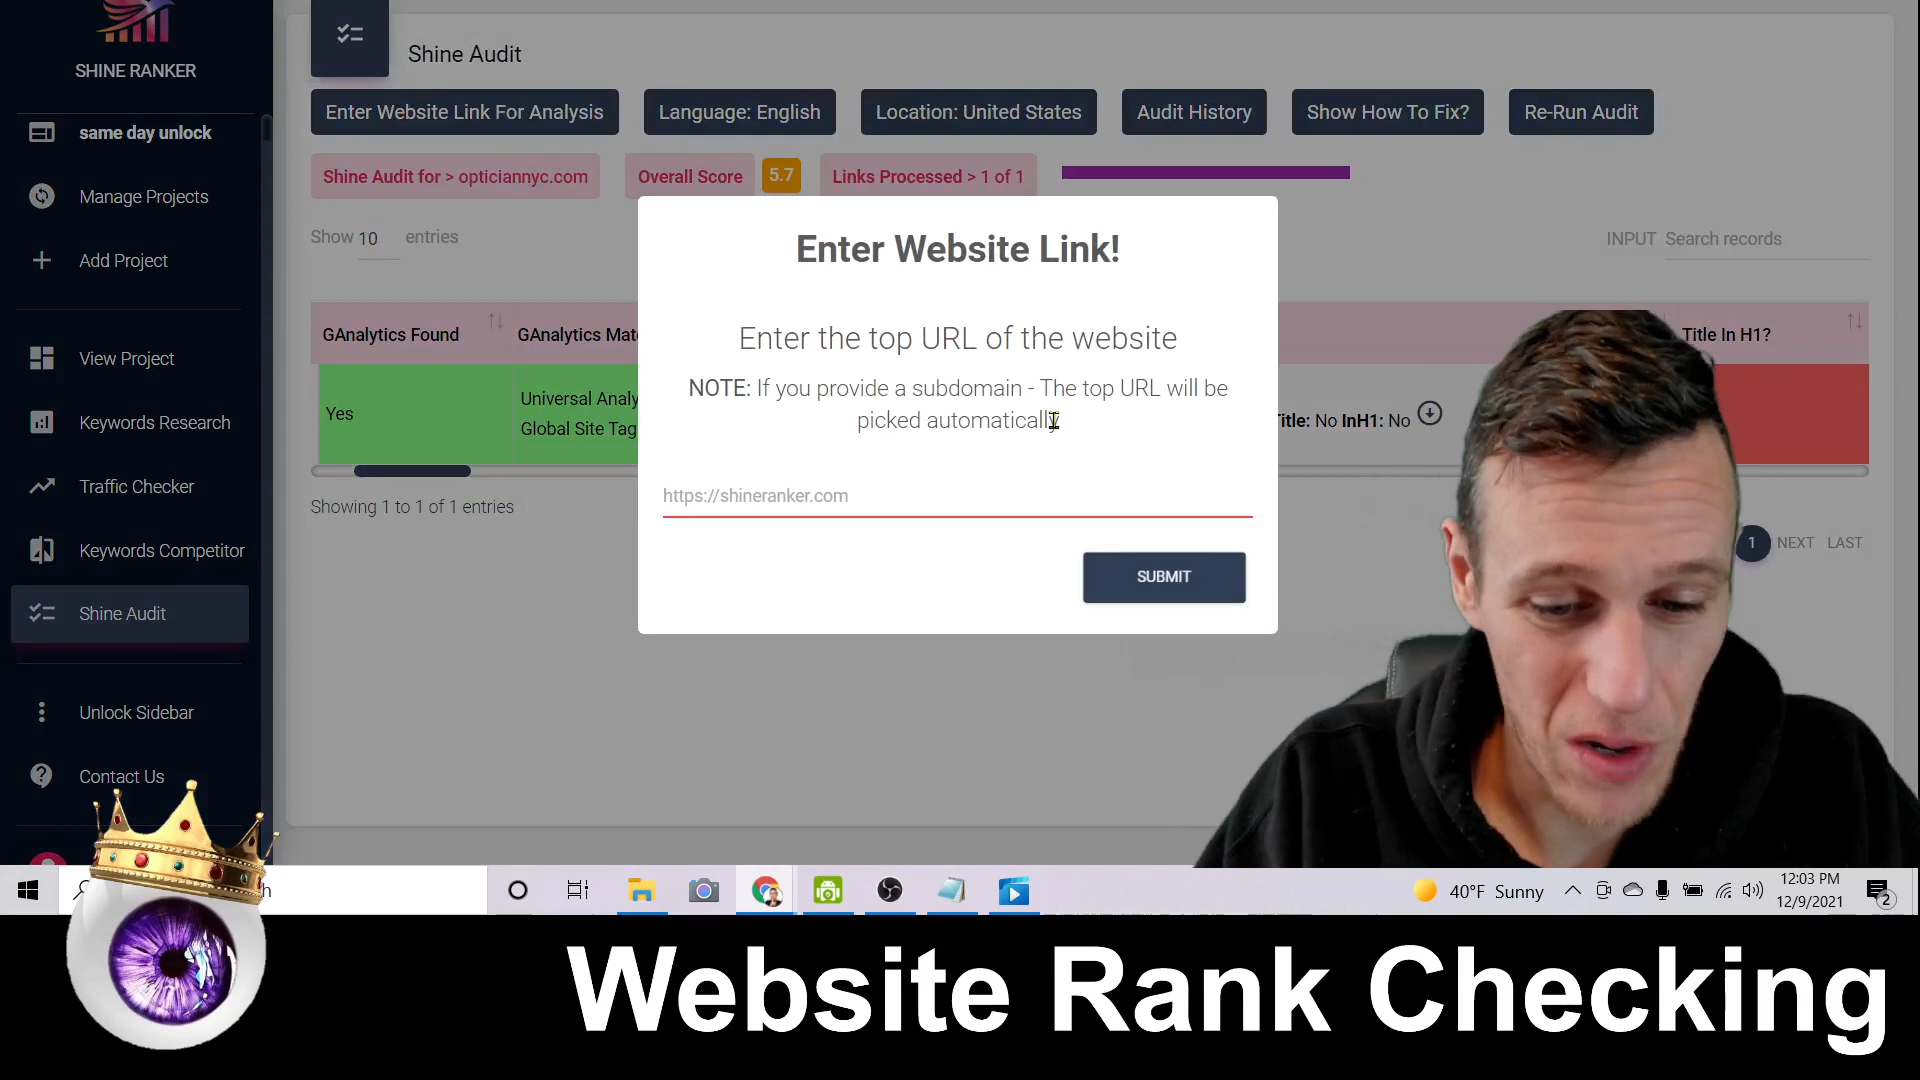 SHINE RANKER
same day unlock
Manage Projects
Add Project
View Project
Keywords Research
Traffic Checker
Keywords Competitor
Shine Audit
Unlock Sidebar
Contact Us
Shine Audit
Enter Website Link For Analysis
Language: English
Location: United States
Audit History
Show How To Fix?
Re-Run Audit
Shine Audit for > opticiannyc.com
Overall Score 5.7
Links Processed > 1 of 1
Show 10 entries
INPUT Search records
GAnalytics Found
Title In H1?
Yes
Global Site Tag
No InH1: No
Showing 1 to 1 of 1 entries
1 NEXT LAST
Enter Website Link!
Enter the top URL of the website
NOTE: If you provide a subdomain - The top URL will be
picked automatically
https://shineranker.com
SUBMIT
40°F Sunny
12:03 PM
12/9/2021
2
Website Rank Checking